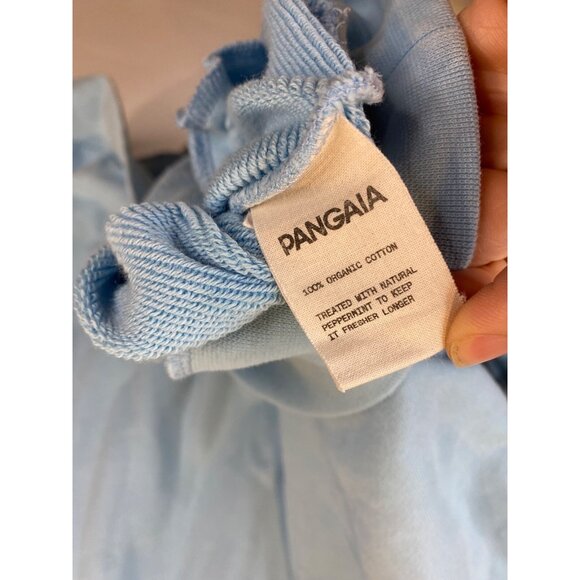 PANGAIA
100% ORGANIC COTTON
TREATED WITH NATURAL
PEPPERMINT TO KEEP
IT FRESHER LONGER